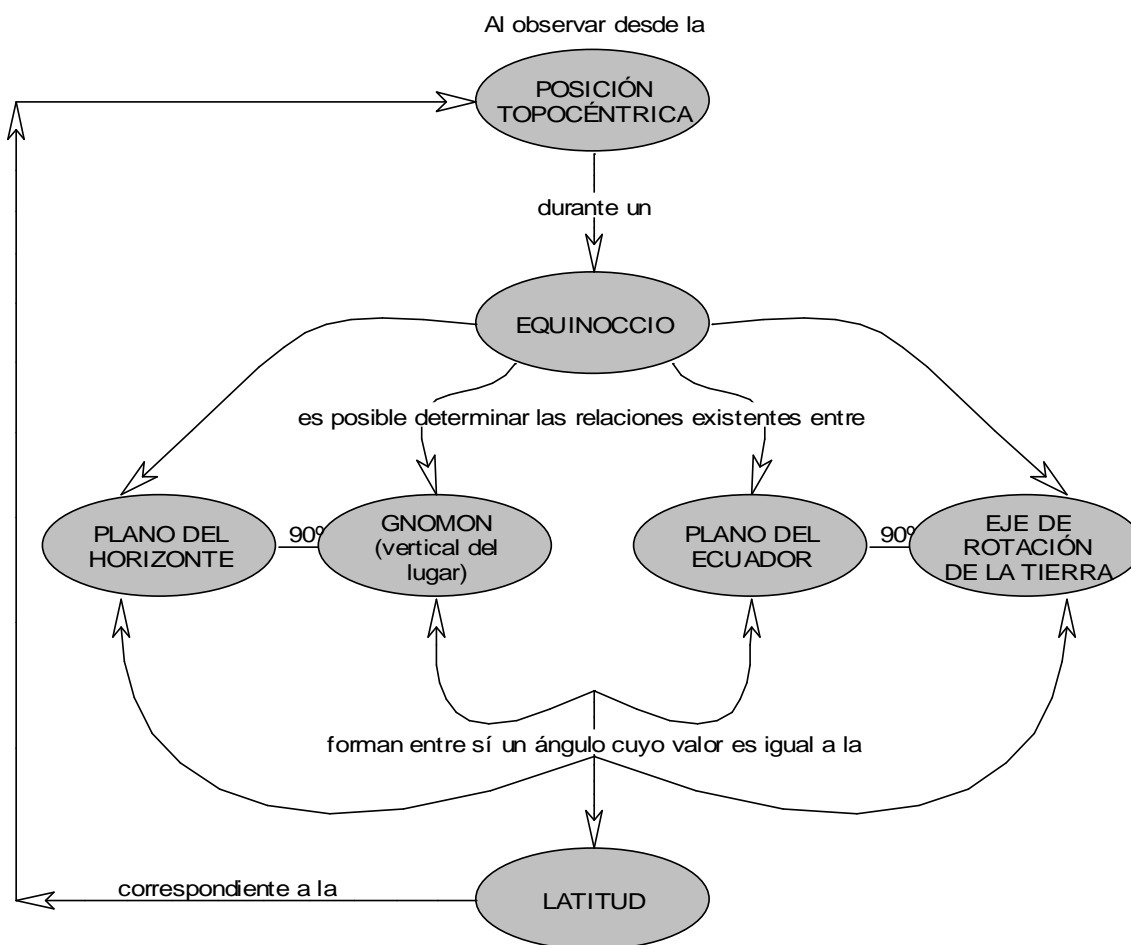 Al observar desde la
POSICIÓN
TOPOCÉNTRICA
durante un
EQUINOCCIO
es posible determinar las relaciones existentes entre
PLANO DEL
HORIZONTE
90º
GNOMON
(vertical del
lugar)
PLANO DEL
ECUADOR
90º
EJE DE
ROTACIÓN
DE LA TIERRA
forman entre sí un ángulo cuyo valor es igual a la
correspondiente a la
LATITUD